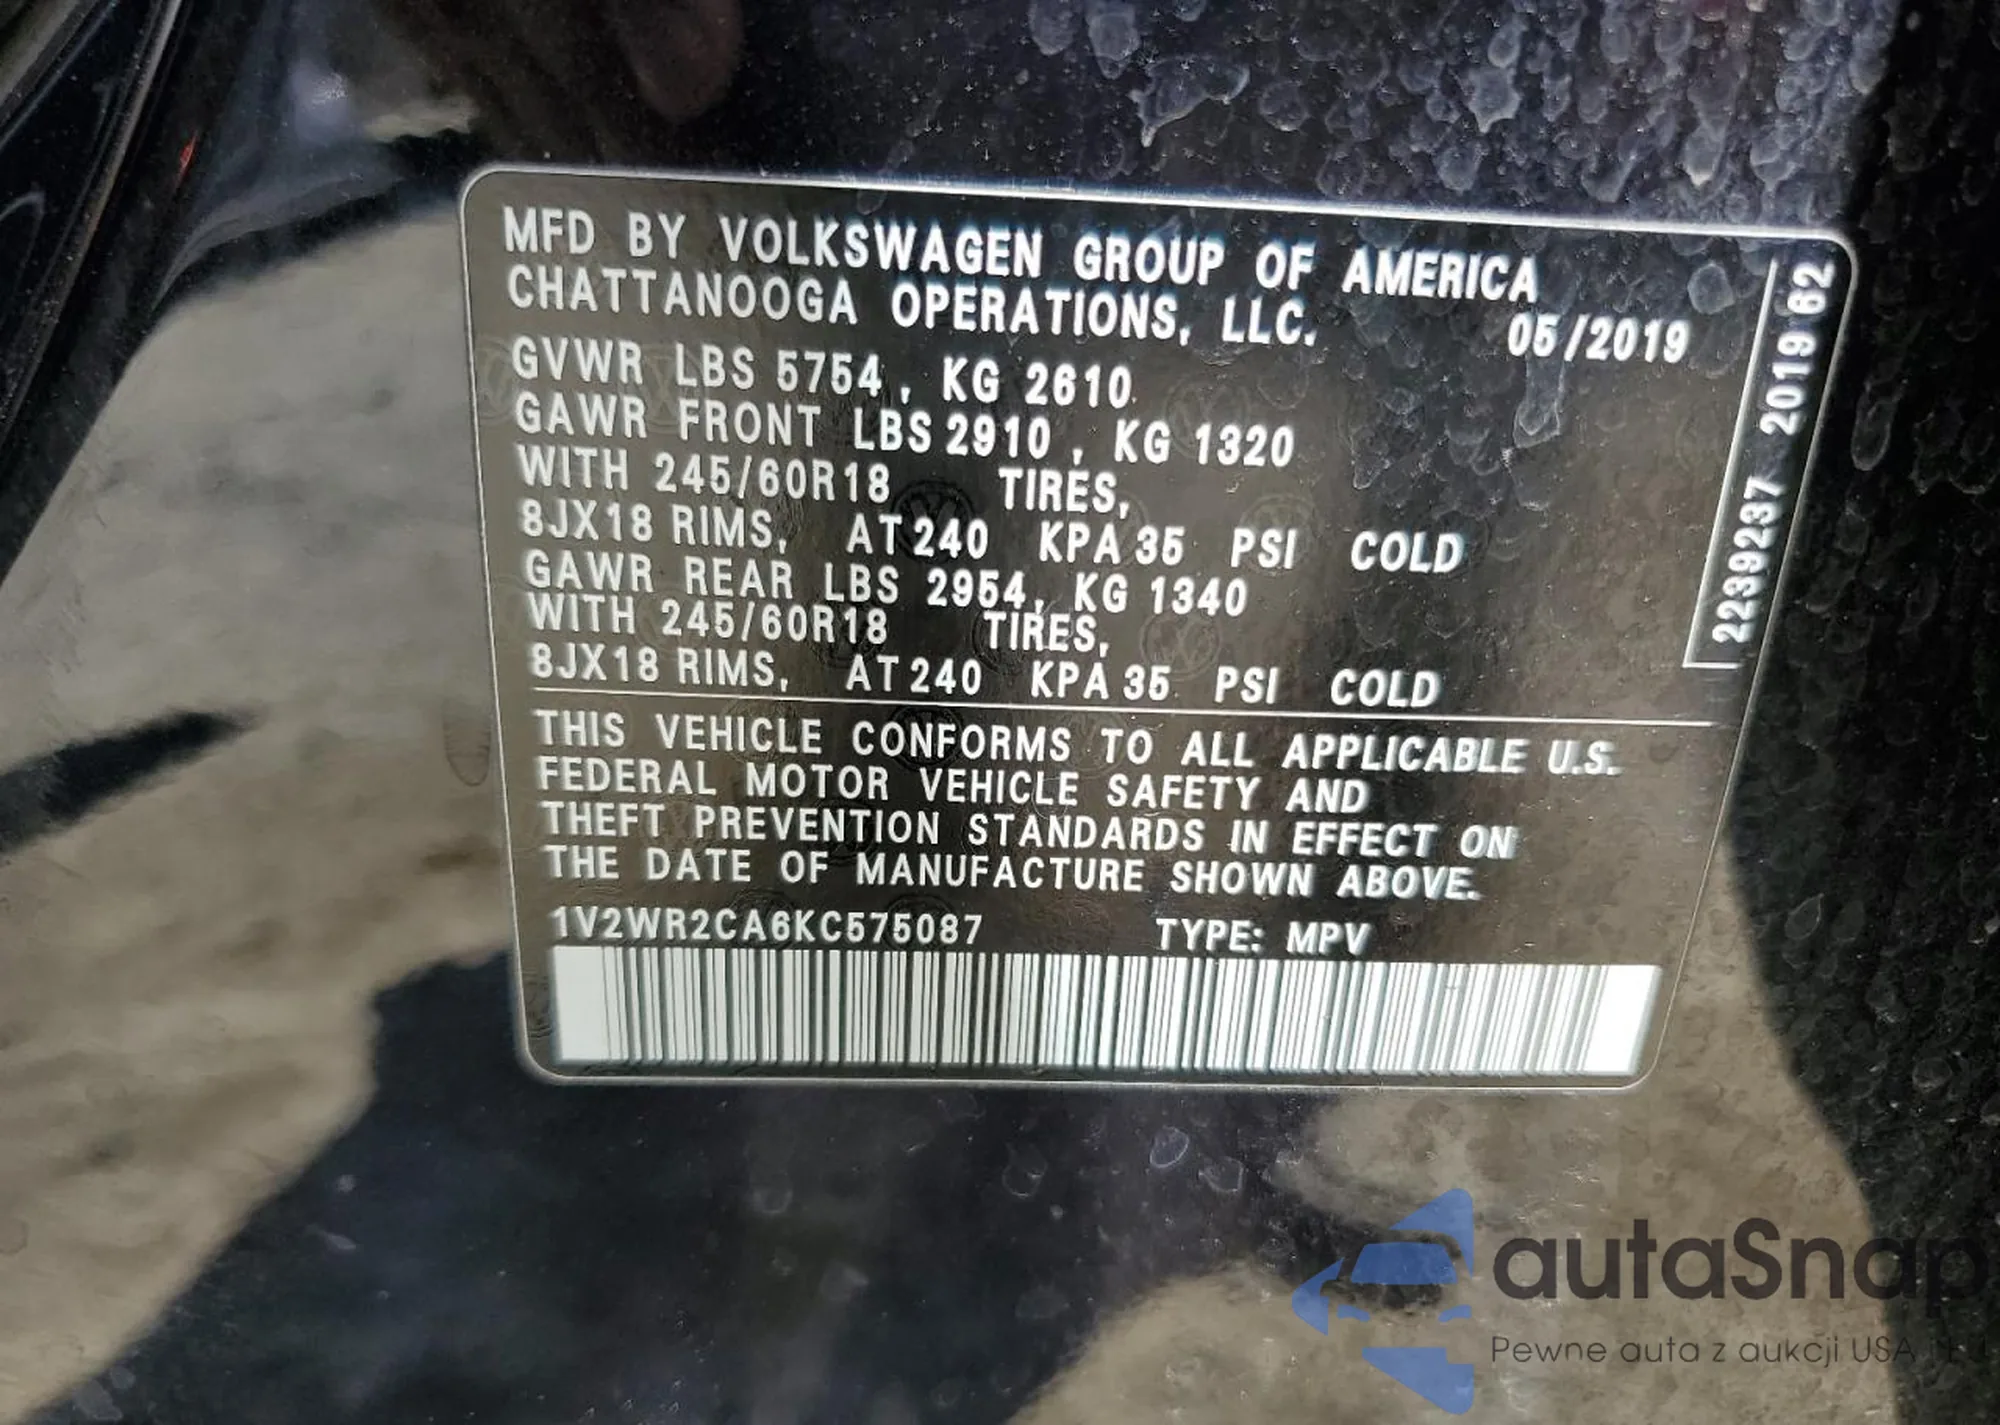 MFD BY VOLKSWAGEN GROUP OF AMERICA
CHATTANOOGA OPERATIONS, LLC. 05/2019
GVWR LBS 5754, KG 2610
GAWR FRONT LBS 2910, KG 1320
WITH 245/60R18 TIRES,
8JX18 RIMS, AT 240 KPA 35 PSI COLD
GAWR REAR LBS 2954, KG 1340
WITH 245/60R18 TIRES,
8JX18 RIMS, AT 240 KPA 35 PSI COLD
THIS VEHICLE CONFORMS TO ALL APPLICABLE U.S.
FEDERAL MOTOR VEHICLE SAFETY AND
THEFT PREVENTION STANDARDS IN EFFECT ON
THE DATE OF MANUFACTURE SHOWN ABOVE.
1V2WR2CA6KC575087 TYPE: MPV
2239237 2019 62
autaSnap
Pewne auta z aukcji USA i EU